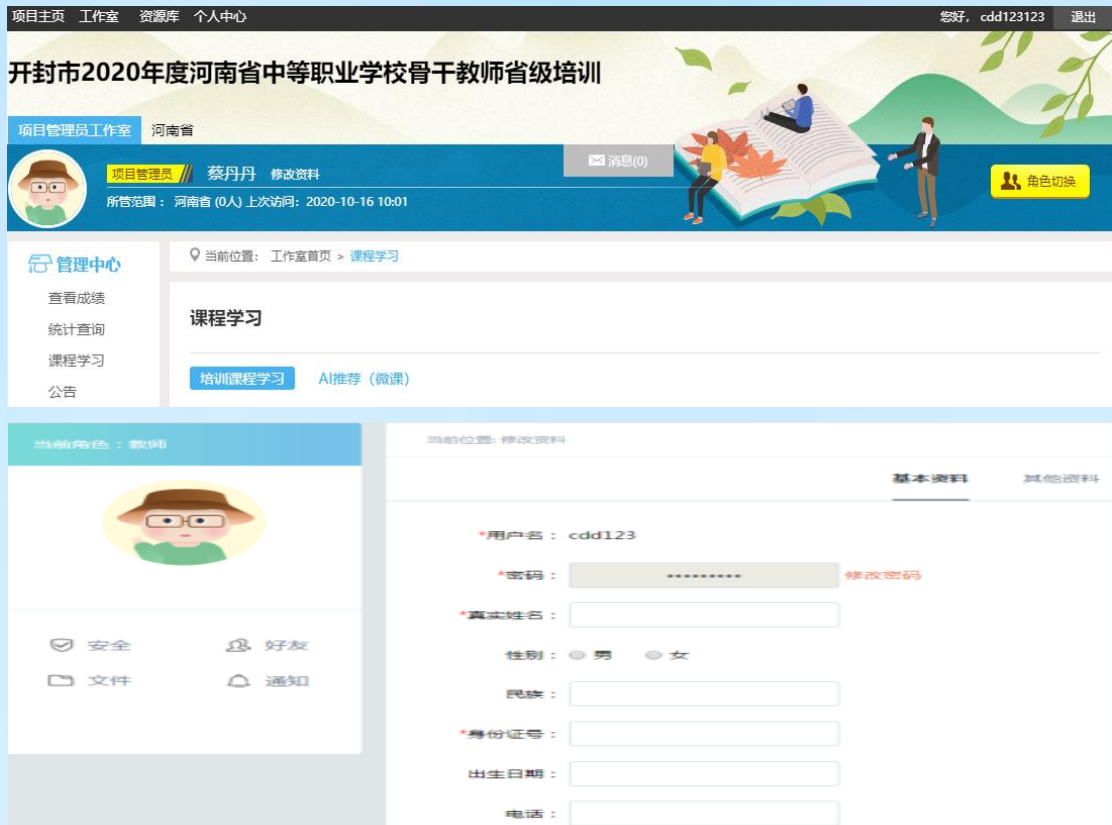 项目主页 工作室 资源库 个人中心 您好，cdd123123 退出
开封市2020年度河南省中等职业学校骨干教师省级培训
项目管理员工作室 河南省
消息(0)
项目管理员 蔡丹丹 修改资料
角色切换
所管范围： 河南省 (0人) 上次访问：2020-10-16 10:01
管理中心
当前位置： 工作室首页 > 课程学习
查看成绩
统计查询
课程学习
公告
课程学习
培训课程学习 AI推荐（微课）
当前角色：教师
安全 好友
文件 通知
当前位置: 修改资料
基本资料 其他资料
*用户名： cdd123
*密码： ••••••••• 修改密码
*真实姓名：
性别： 男 女
民族：
*身份证号：
出生日期：
电话：